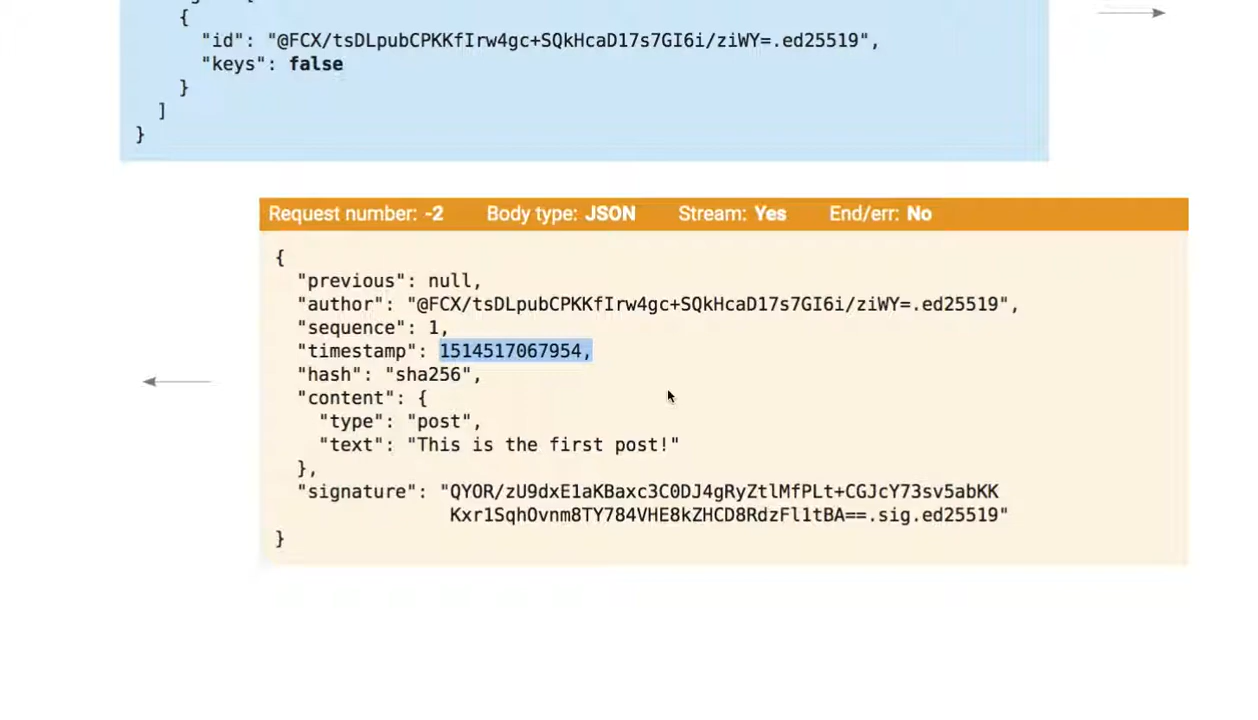 {
"id": "@FCX/tsDLpubCPKKfIrw4gc+SQkHcaD17s7GI6i/ziWY=.ed25519",
"keys": false
}
]
}
Request number: -2 Body type: JSON Stream: Yes End/err: No
{
"previous": null,
"author": "@FCX/tsDLpubCPKKfIrw4gc+SQkHcaD17s7GI6i/ziWY=.ed25519",
"sequence": 1,
"timestamp": 1514517067954,
"hash": "sha256",
"content": {
"type": "post",
"text": "This is the first post!"
},
"signature": "QYOR/zU9dxE1aKBaxc3C0DJ4gRyZtlMfPLt+CGJcY73sv5abKK
Kxr1SqhOvnm8TY784VHE8kZHCD8RdzFl1tBA==.sig.ed25519"
}